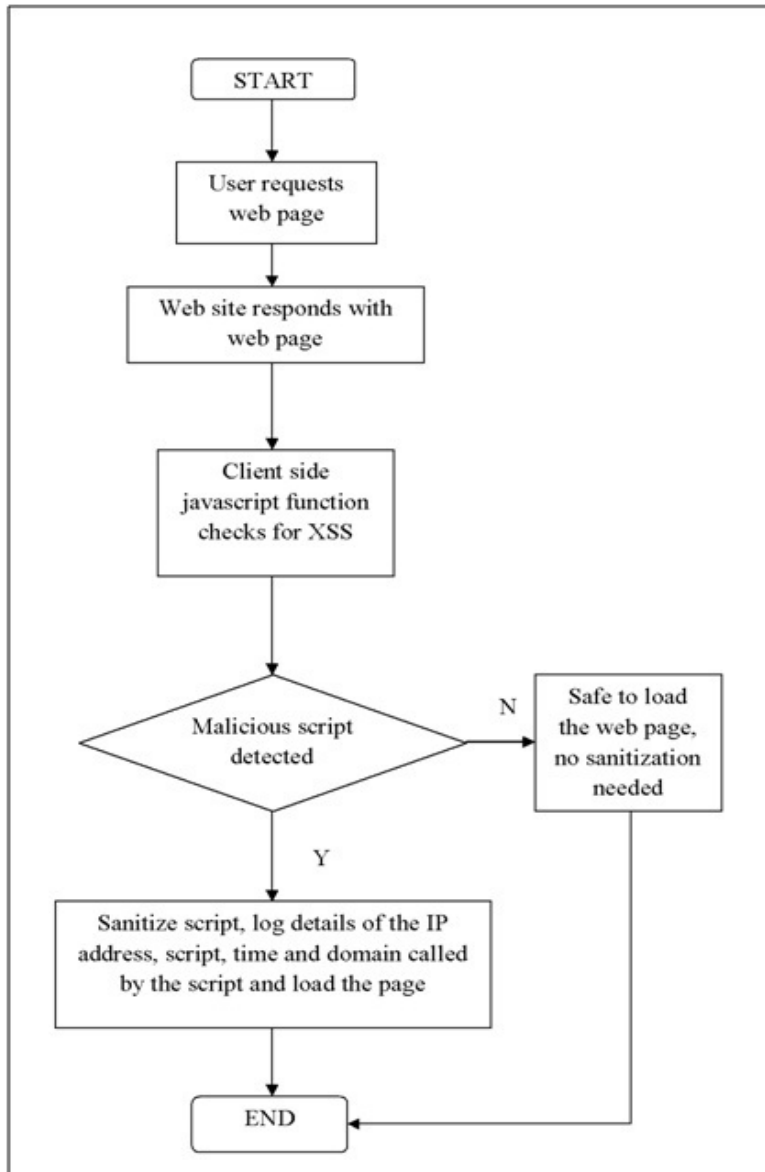 START
User requests
web page
Web site responds with
web page
Client side
javascript function
checks for XSS
Malicious script
detected
N
Safe to load
the web page,
no sanitization
needed
Y
Sanitize script, log details of the IP
address, script, time and domain called
by the script and load the page
END